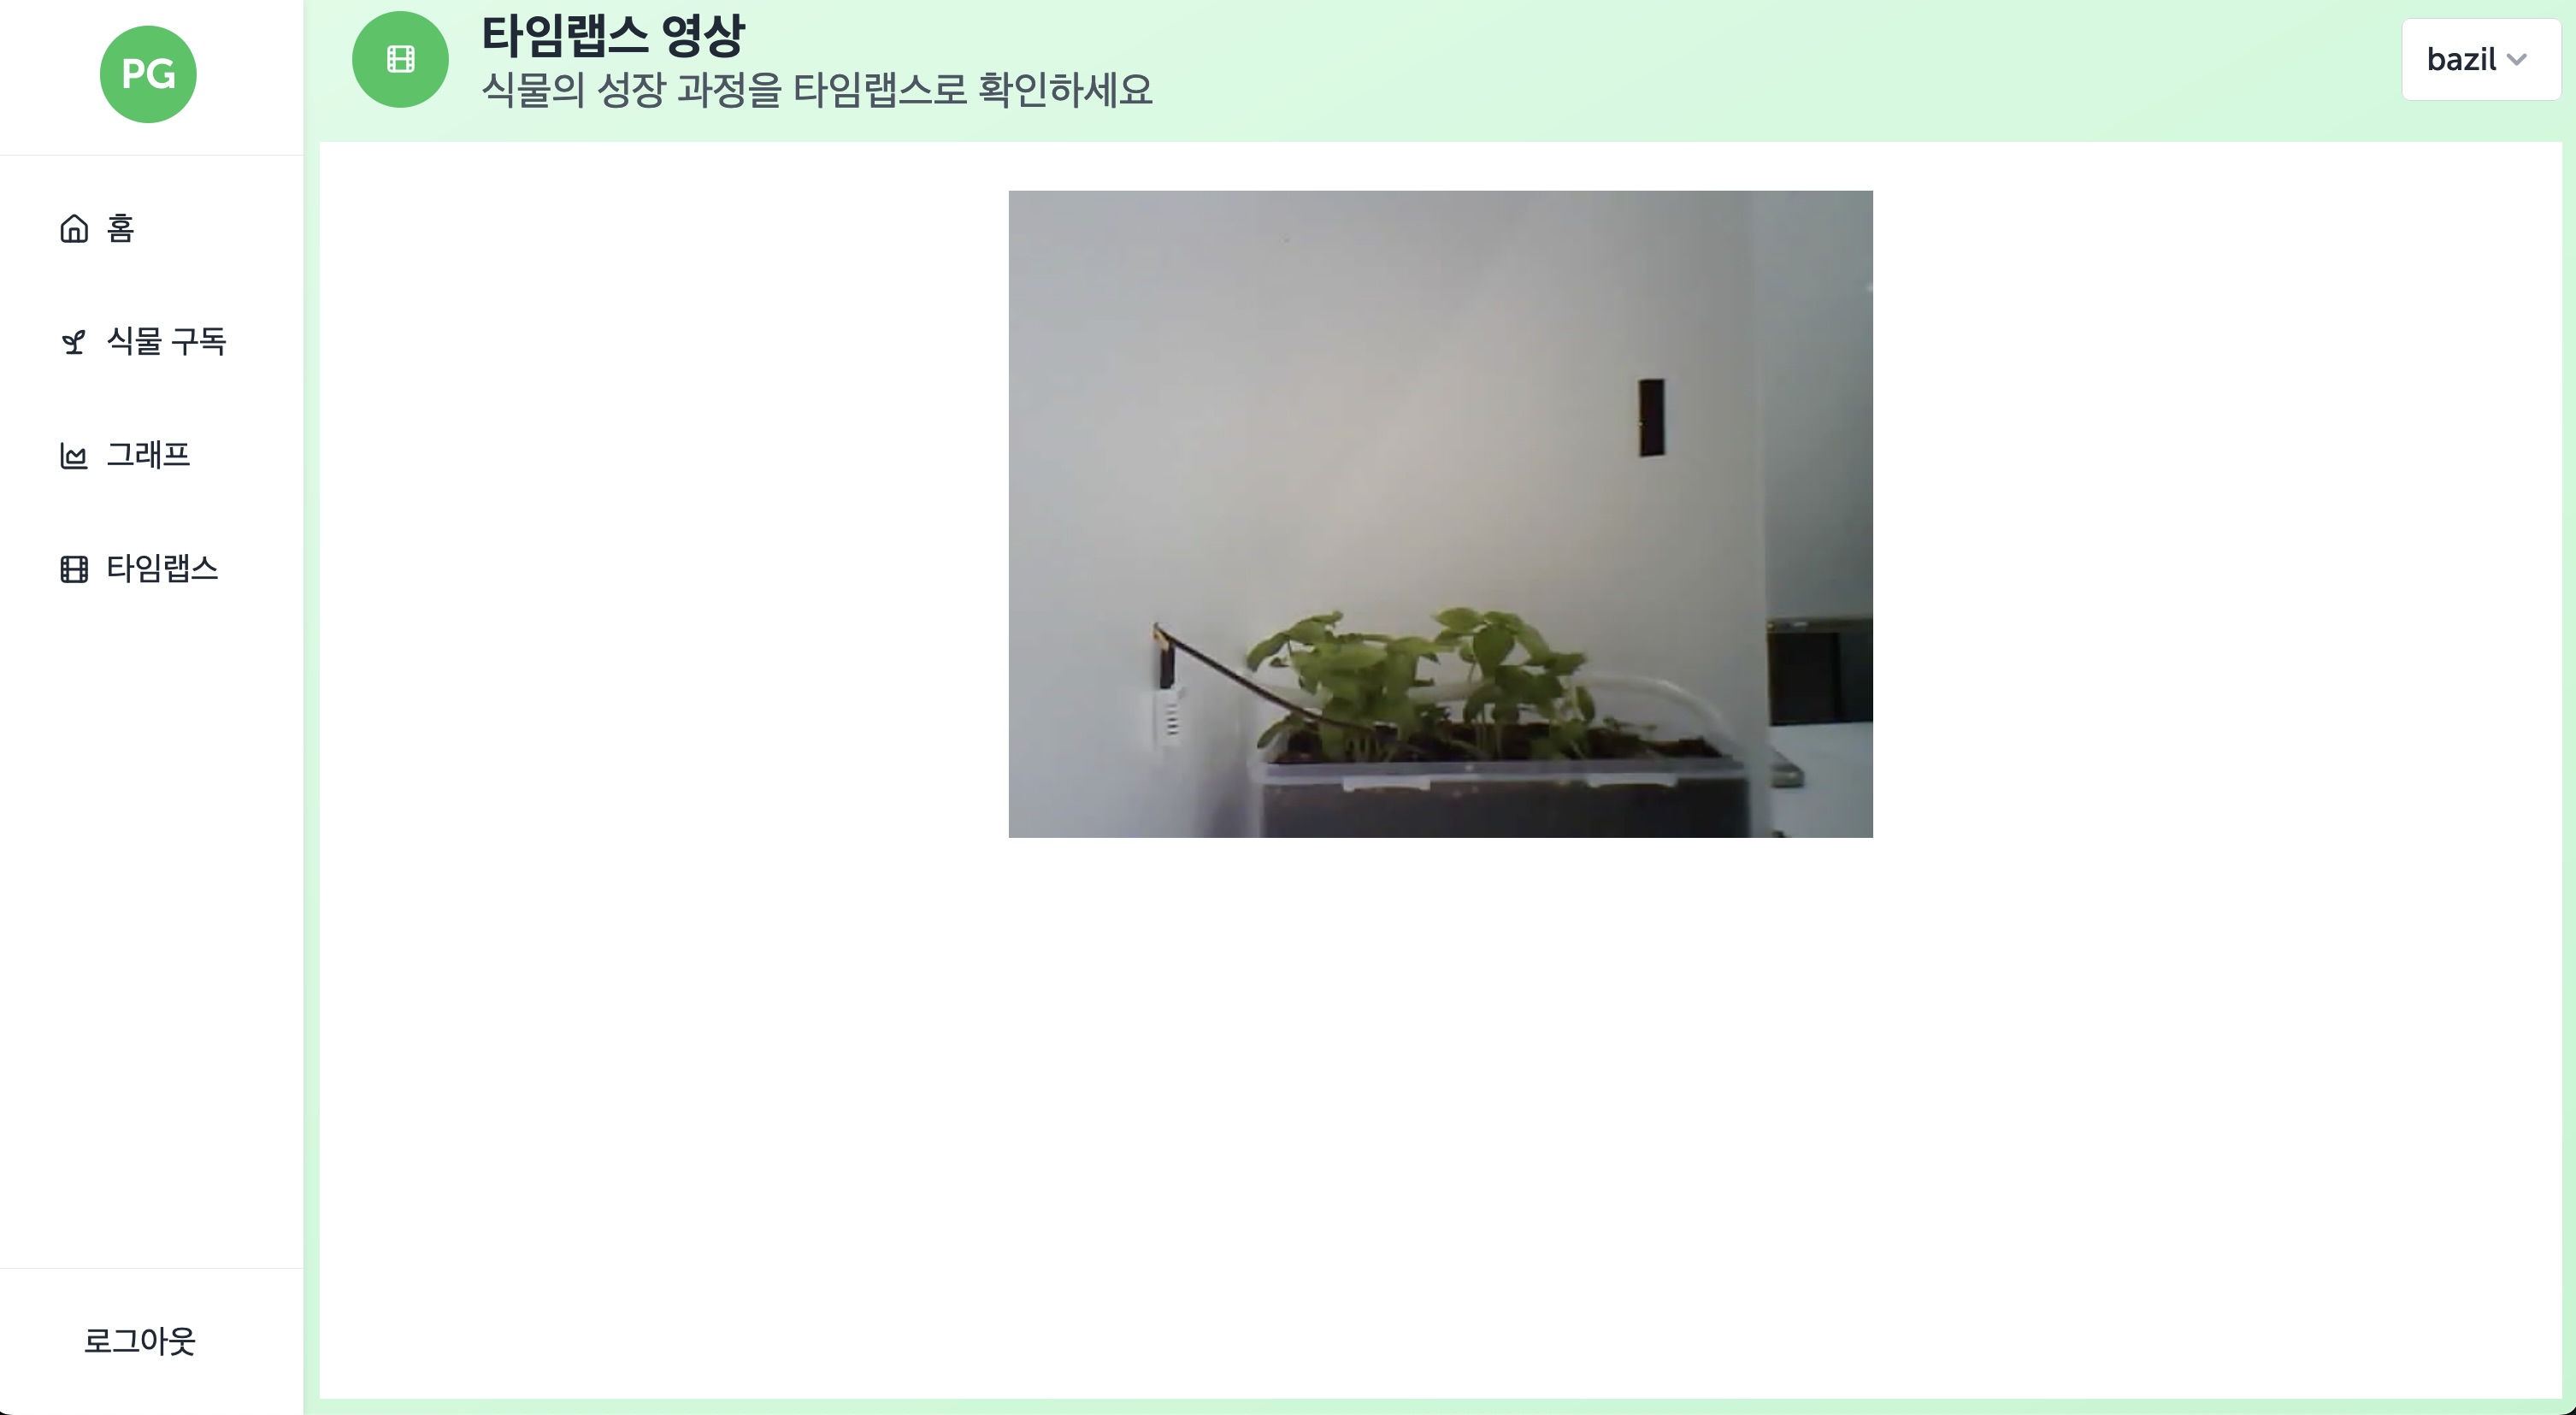 PG
홈
식물 구독
그래프
타임랩스
로그아웃
타임랩스 영상
식물의 성장 과정을 타임랩스로 확인하세요
bazil